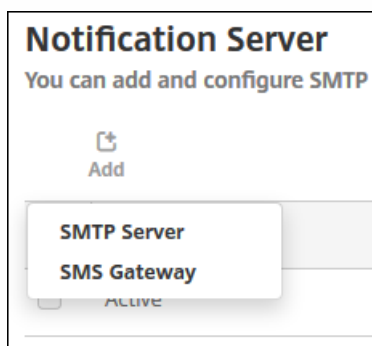 Notification Server
You can add and configure SMTP
Add
SMTP Server
SMS Gateway
Active